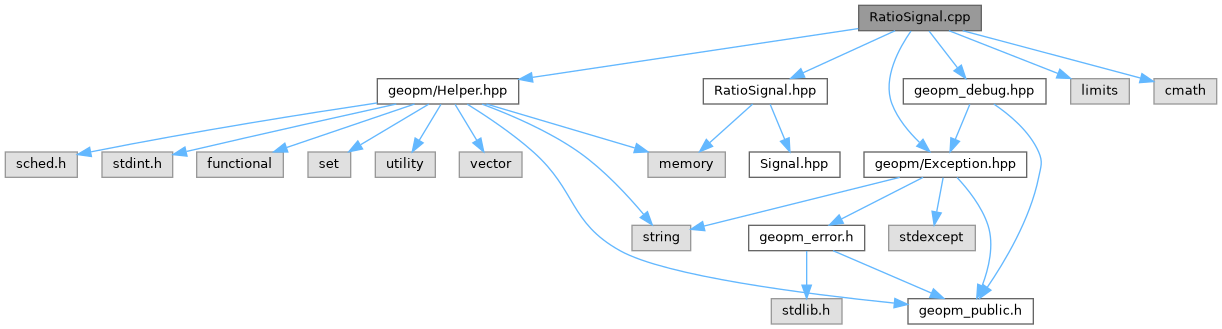 RatioSignal.cpp
geopm/Helper.hpp
RatioSignal.hpp
geopm_debug.hpp
limits
cmath
sched.h
stdint.h
functional
set
utility
vector
memory
Signal.hpp
geopm/Exception.hpp
string
geopm_error.h
stdexcept
stdlib.h
geopm_public.h